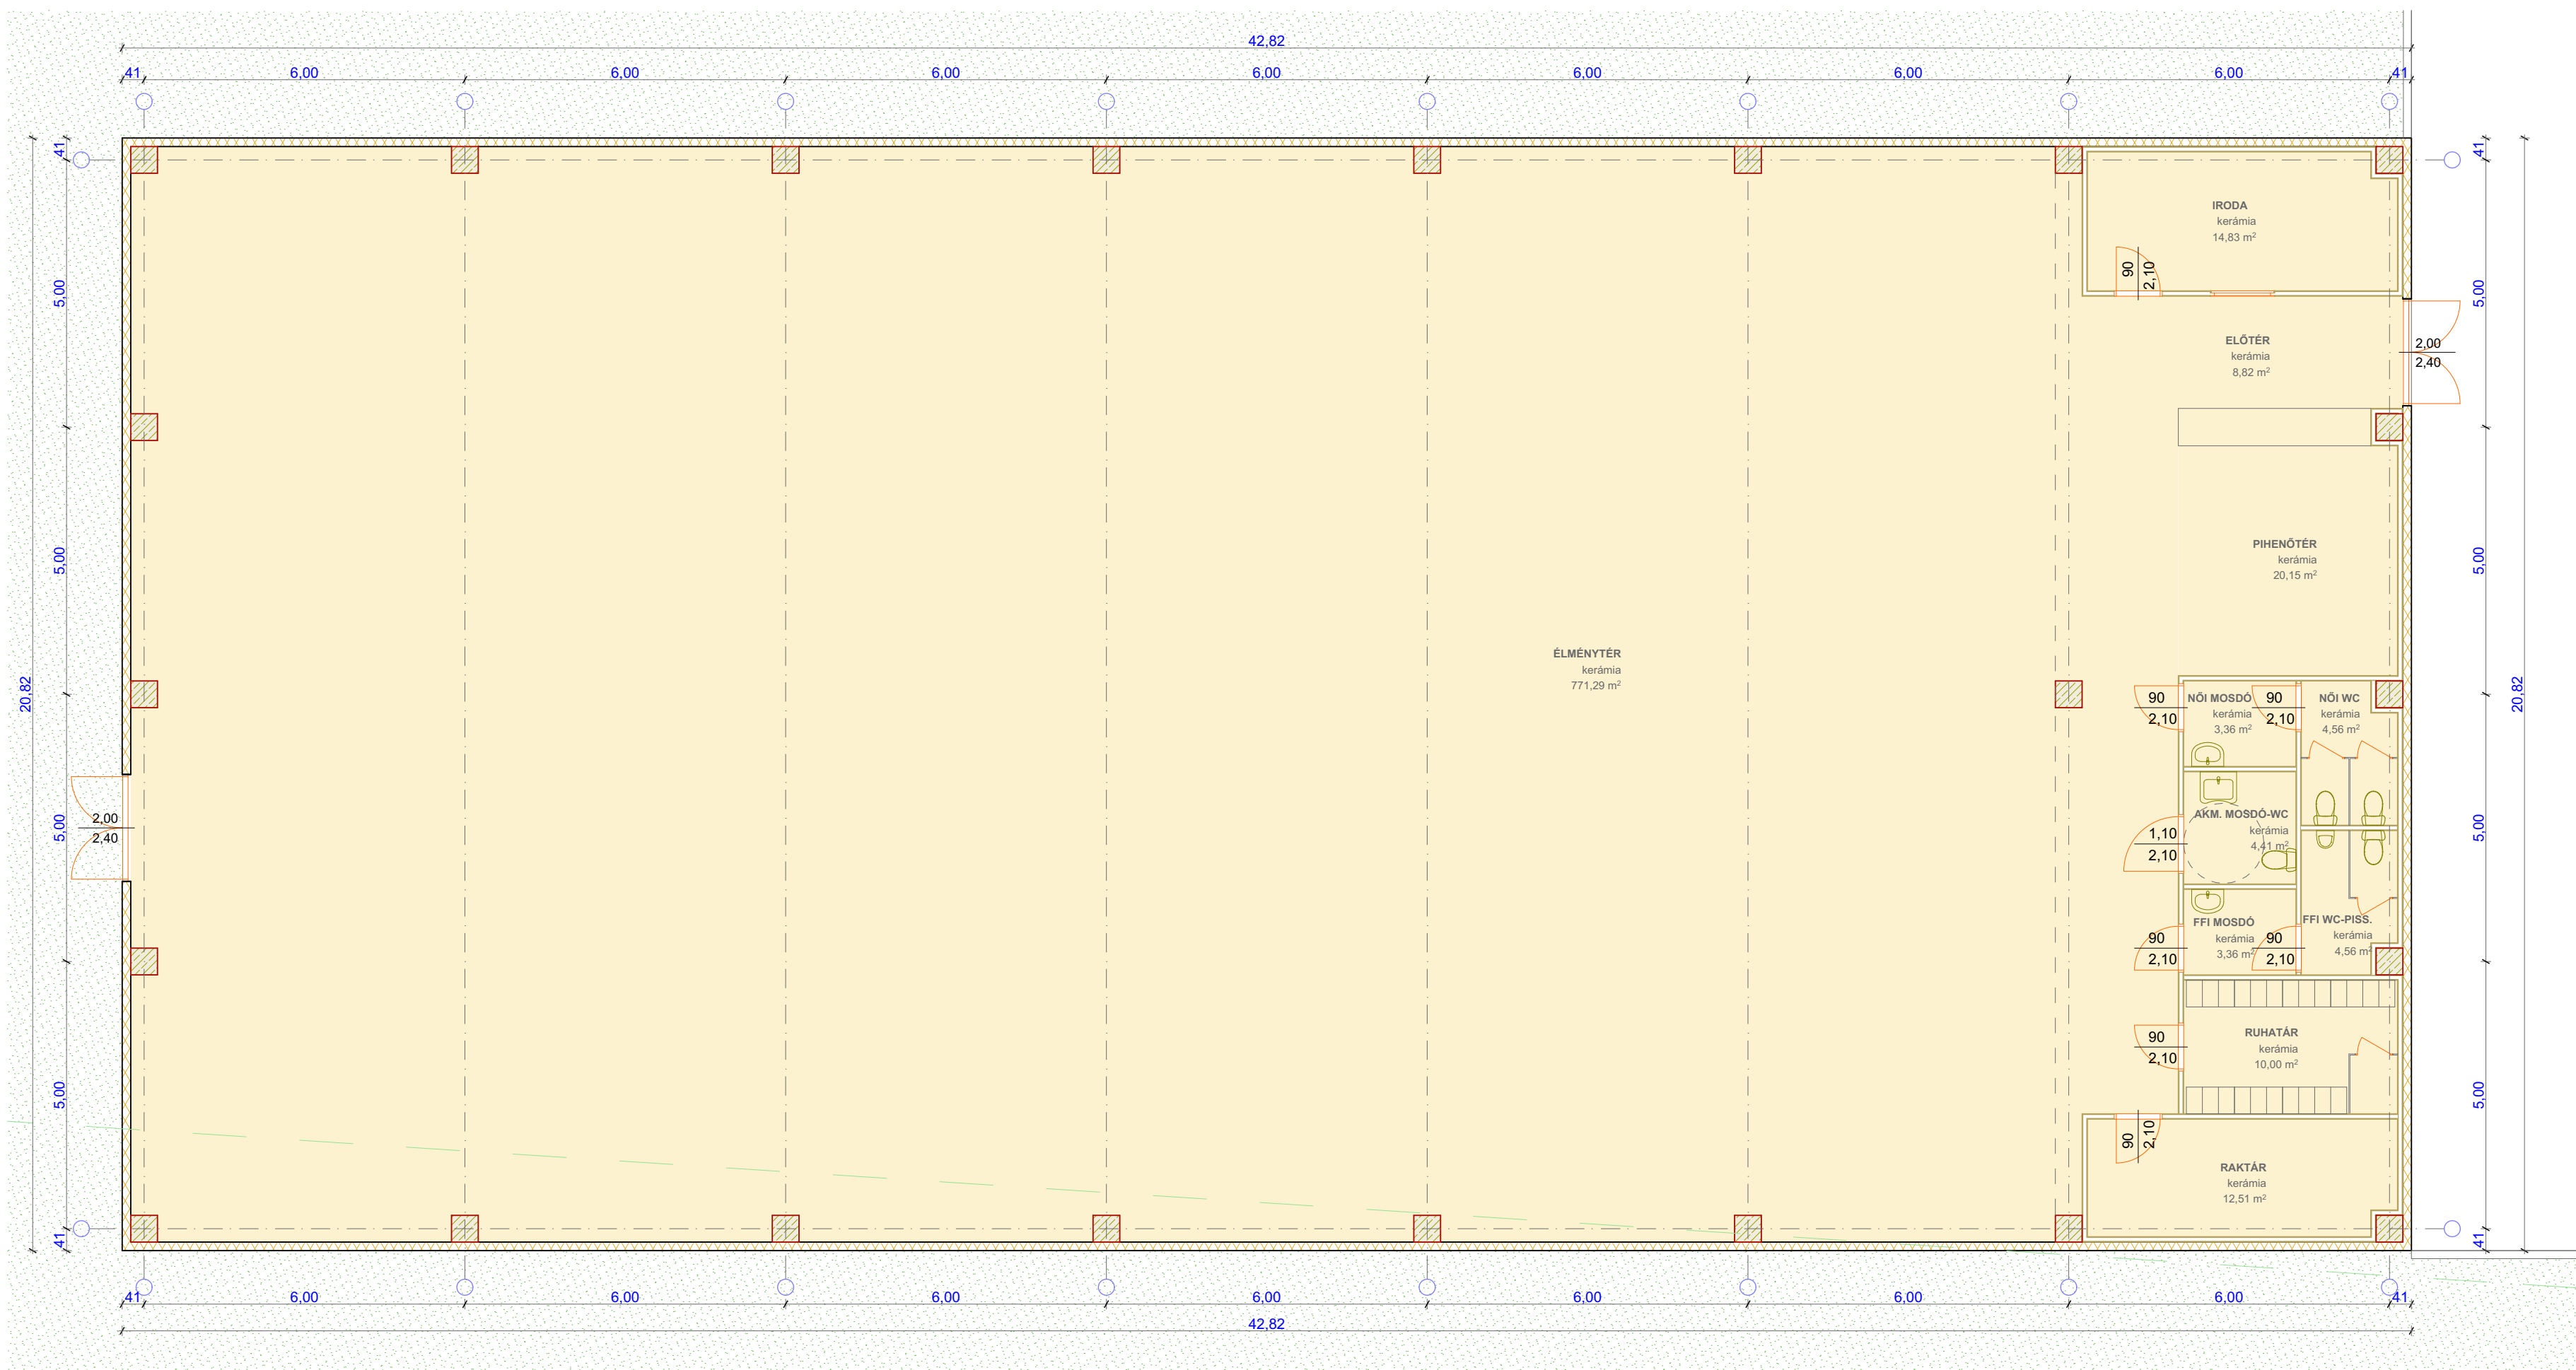 42,82
41
6,00
6,00
6,00
6,00
6,00
6,00
6,00
41
41
5,00
5,00
5,00
5,00
41
20,82
2,00
2,40
ÉLMÉNYTÉR
kerámia
771,29 m²
IRODA
kerámia
14,83 m²
90
2,10
ELŐTÉR
kerámia
8,82 m²
2,00
2,40
PIHENŐTÉR
kerámia
20,15 m²
90
2,10
NŐI MOSDÓ
kerámia
3,36 m²
90
2,10
NŐI WC
kerámia
4,56 m²
1,10
2,10
AKM. MOSDÓ-WC
kerámia
4,41 m²
90
2,10
FFI MOSDÓ
kerámia
3,36 m²
90
2,10
FFI WC-PISS.
kerámia
4,56 m²
90
2,10
RUHATÁR
kerámia
10,00 m²
90
2,10
RAKTÁR
kerámia
12,51 m²
41
5,00
5,00
5,00
5,00
41
20,82
41
6,00
6,00
6,00
6,00
6,00
6,00
6,00
41
42,82